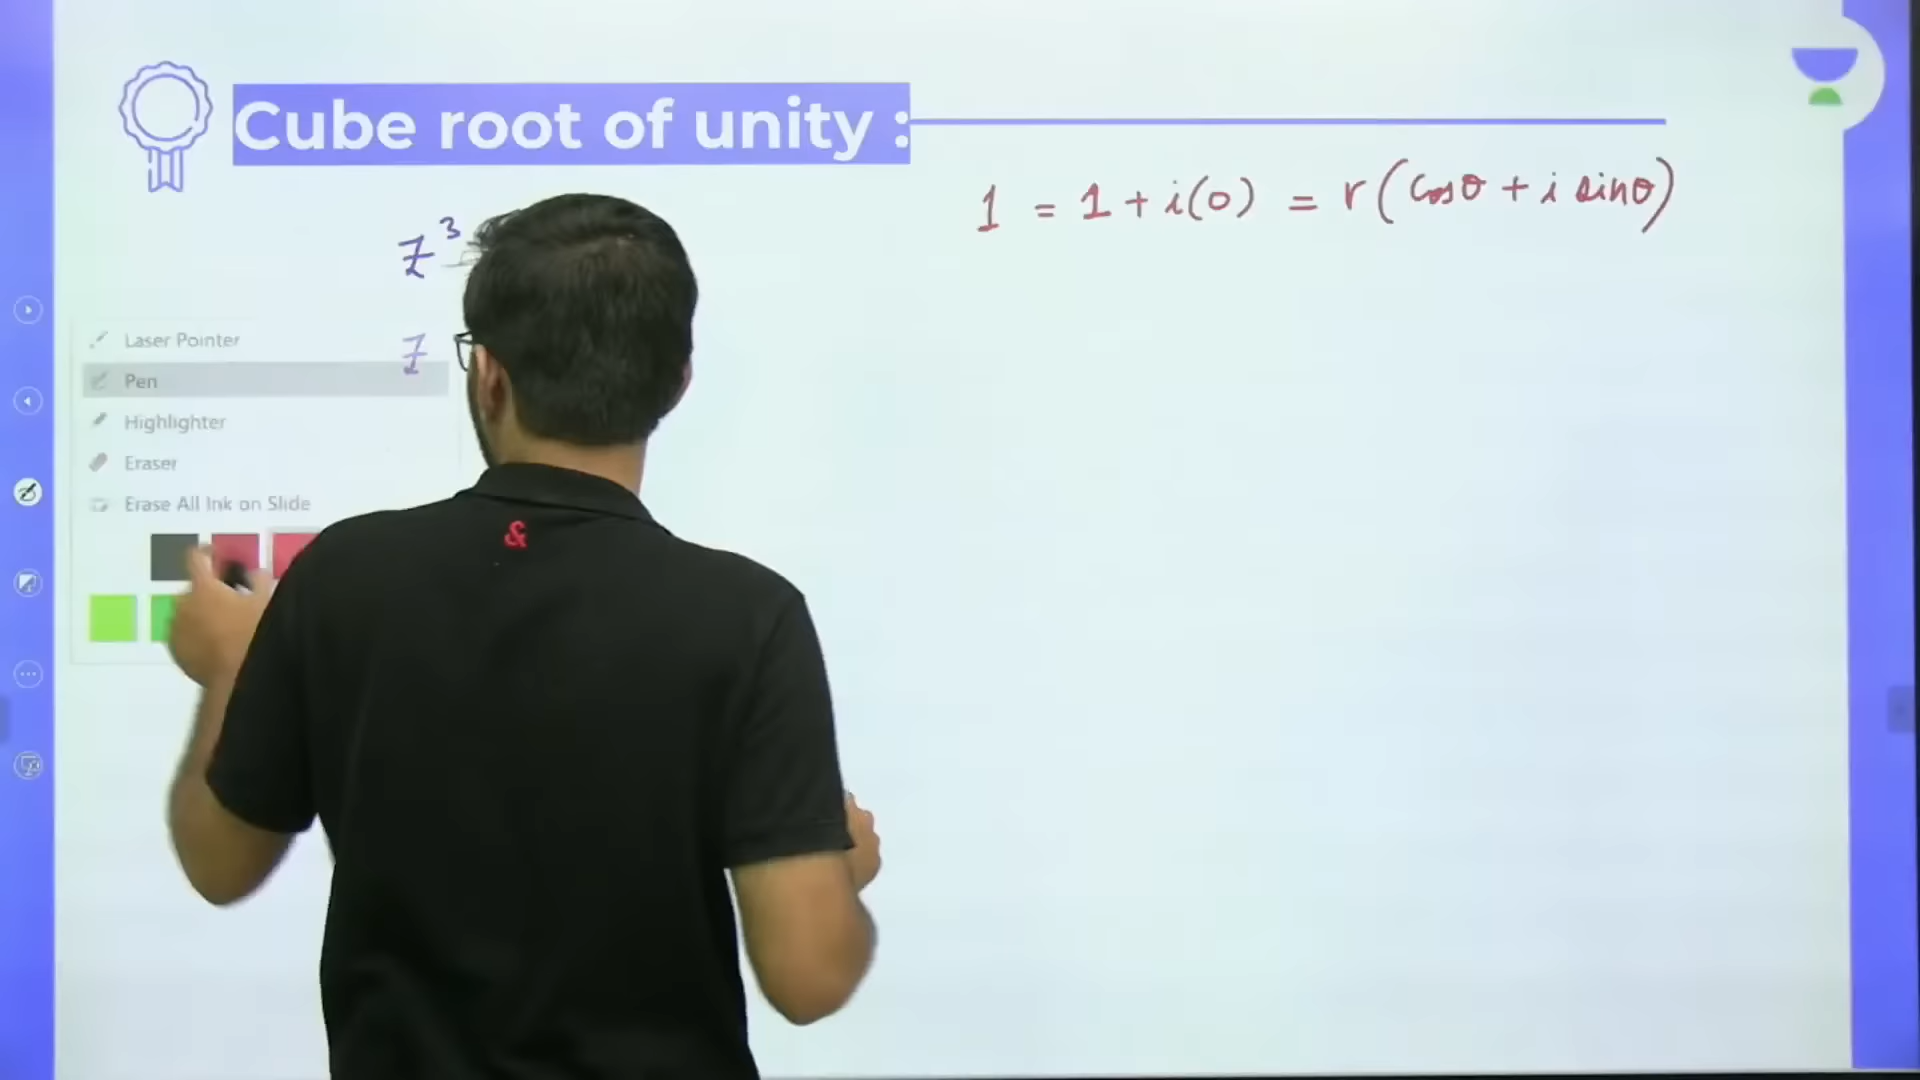 Cube root of unity :
1 = 1 + i(0) = r(cosθ + i sinθ)
z³
z
Laser Pointer
Pen
Highlighter
Eraser
Erase All Ink on Slide
&